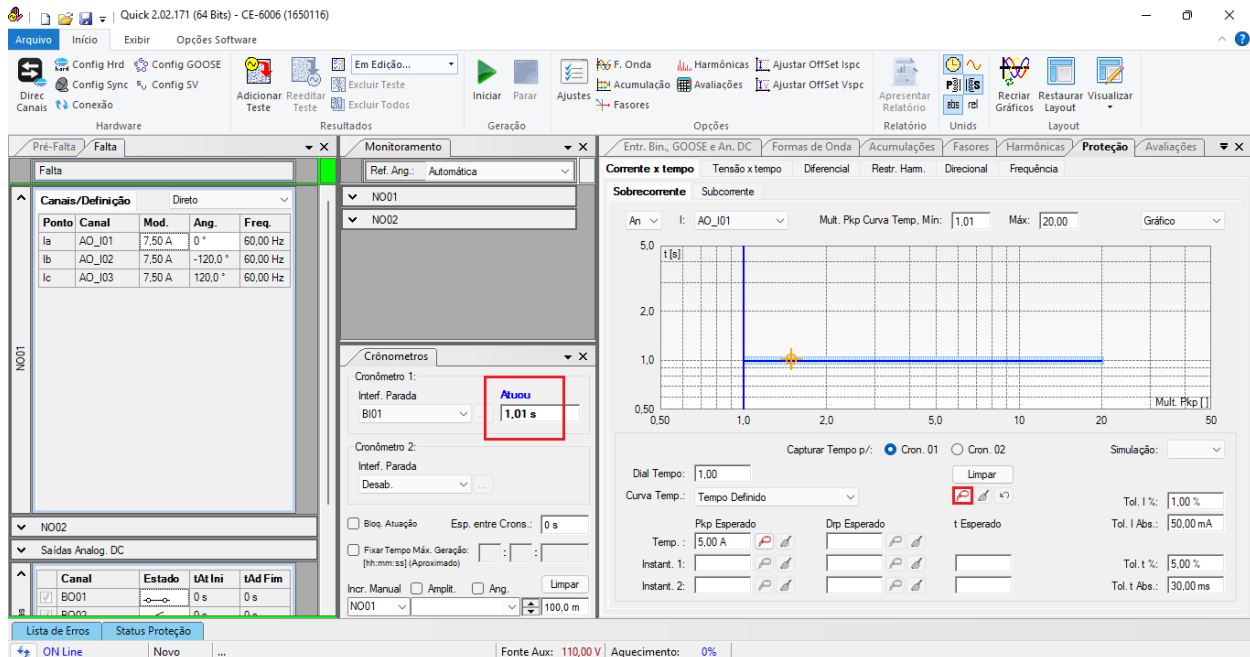 Quick 2.02.171 (64 Bits) - CE-6006 (1650116)
Arquivo Início Exibir Opções Software
Direc Canais
Config Hrd Config GOOSE
Config Sync Config SV
Conexão
Hardware
Adicionar Teste
Reeditar Teste
Em Edição...
Excluir Teste
Excluir Todos
Resultados
Iniciar Parar
Geração
Ajustes
F. Onda Harmônicas Ajustar OffSet Ispc
Acumulação Avaliações Ajustar OffSet Vspc
Fasores
Opções
Apresentar Relatório
Relatório
abs rel
Unids
Recriar Gráficos
Restaurar Layout
Visualizar
Layout
Pré-Falta Falta
Falta
NO01
Canais/Definição Direto
Ponto Canal Mod. Ang. Freq.
Ia AO_I01 7,50 A 0 ° 60,00 Hz
Ib AO_I02 7,50 A -120,0 ° 60,00 Hz
Ic AO_I03 7,50 A 120,0 ° 60,00 Hz
NO02
Saídas Analog. DC
Canal Estado tAt Ini tAd Fim
BO01 0 s 0 s
BO02 0 s 0 s
Monitoramento
Ref. Ang.: Automática
NO01
NO02
Crônometros
Cronômetro 1:
Interf. Parada Atuou
BI01 ... 1,01 s
Cronômetro 2:
Interf. Parada
Desab. ...
Bloq. Atuação Esp. entre Crons.: 0 s
Fixar Tempo Máx. Geração: : :
[hh:mm:ss] (Aproximado)
Incr. Manual Amplit. Ang. Limpar
NO01 100,0 m
Entr. Bin., GOOSE e An. DC Formas de Onda Acumulações Fasores Harmônicas Proteção Avaliações
Corrente x tempo Tensão x tempo Diferencial Restr. Harm. Direcional Frequência
Sobrecorrente Subcorrente
An I: AO_I01 Mult. Pkp Curva Temp, Mín: 1,01 Máx: 20,00 Gráfico
t [s]
5,0
2,0
1,0
0,50
Mult. Pkp []
0,50 1,0 2,0 5,0 10 20 50
Capturar Tempo p/: Cron. 01 Cron. 02 Simulação:
Dial Tempo: 1,00 Limpar
Curva Temp.: Tempo Definido Tol. I %: 1,00 %
Pkp Esperado Drp Esperado t Esperado Tol. I Abs.: 50,00 mA
Temp. : 5,00 A
Instant. 1: Tol. t %: 5,00 %
Instant. 2: Tol. t Abs.: 30,00 ms
Lista de Erros Status Proteção
ON Line Novo ... Fonte Aux: 110,00 V Aquecimento: 0%